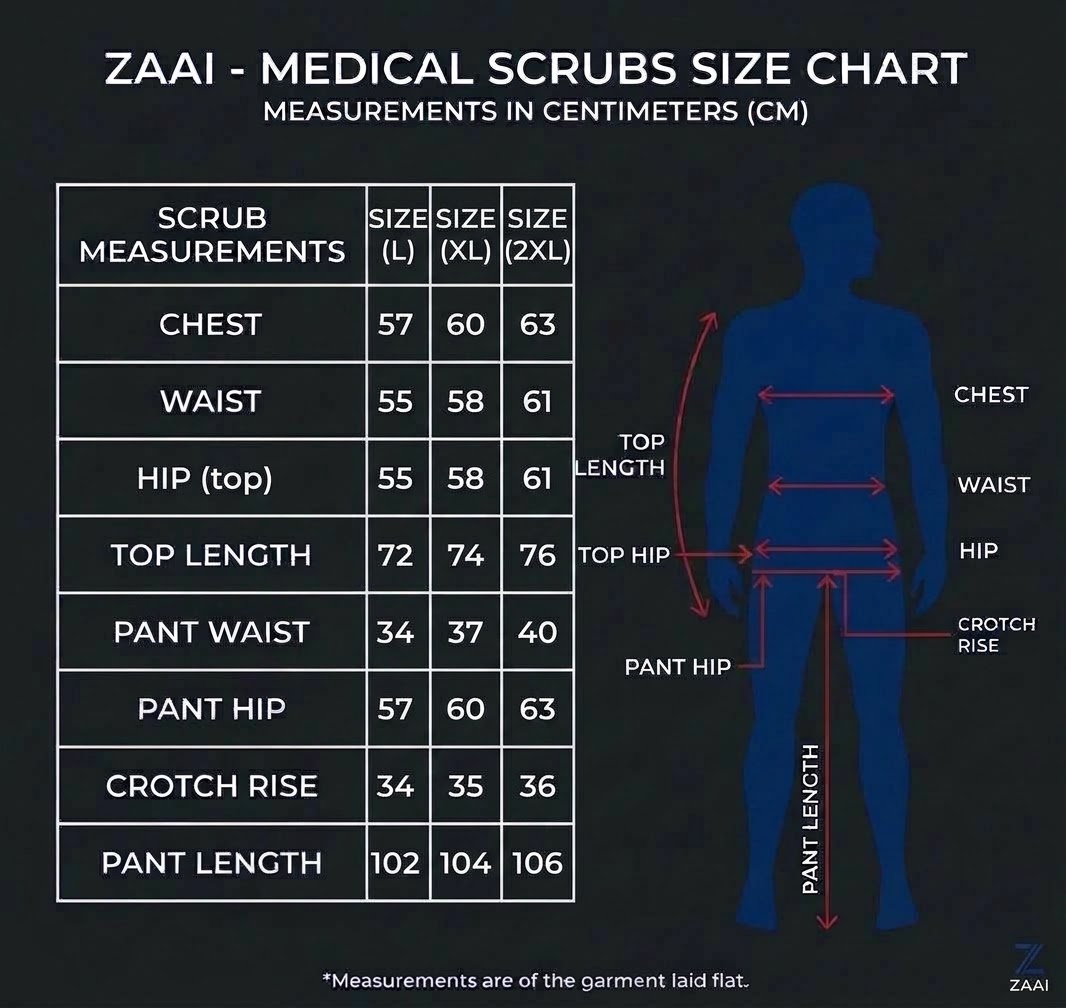 ZAAI - MEDICAL SCRUBS SIZE CHART
MEASUREMENTS IN CENTIMETERS (CM)
SCRUB MEASUREMENTS SIZE (L) SIZE (XL) SIZE (2XL)
CHEST 57 60 63
WAIST 55 58 61
HIP (top) 55 58 61
TOP LENGTH 72 74 76
PANT WAIST 34 37 40
PANT HIP 57 60 63
CROTCH RISE 34 35 36
PANT LENGTH 102 104 106
CHEST
TOP
LENGTH
WAIST
TOP HIP
HIP
CROTCH
RISE
PANT HIP
PANT LENGTH
*Measurements are of the garment laid flat.
ZAAI